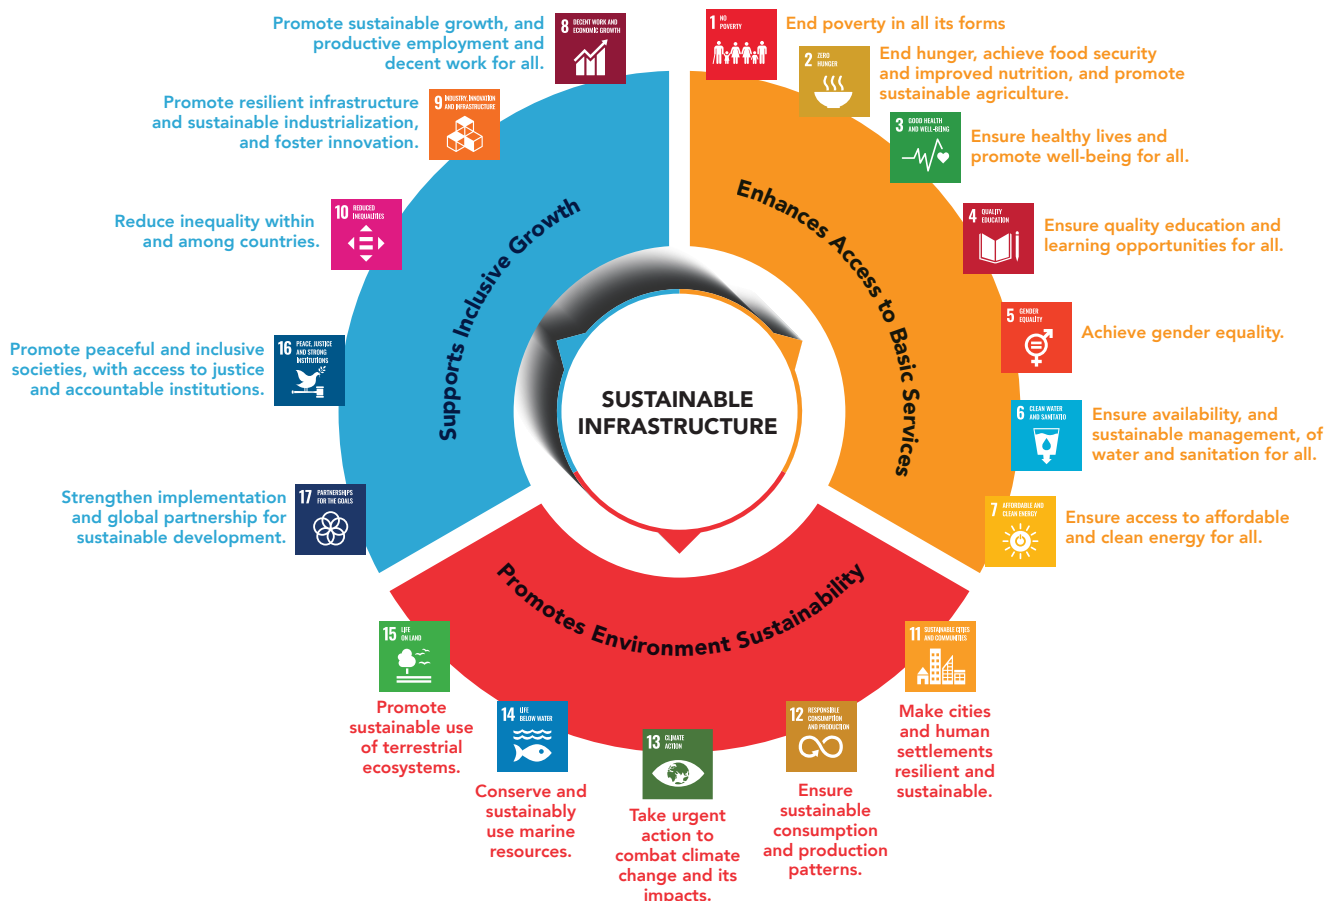 SUSTAINABLE
INFRASTRUCTURE
Enhances Access to Basic Services
1 NO
POVERTY
End poverty in all its forms
2 ZERO
HUNGER
End hunger, achieve food security
and improved nutrition, and promote
sustainable agriculture.
3 GOOD HEALTH
AND WELL-BEING
Ensure healthy lives and
promote well-being for all.
4 QUALITY
EDUCATION
Ensure quality education and
learning opportunities for all.
5 GENDER
EQUALITY
Achieve gender equality.
6 CLEAN WATER
AND SANITATIO
Ensure availability, and
sustainable management, of
water and sanitation for all.
7 AFFORDABLE AND
CLEAN ENERGY
Ensure access to affordable
and clean energy for all.
Supports Inclusive Growth
8 DECENT WORK AND
ECONOMIC GROWTH
Promote sustainable growth, and
productive employment and
decent work for all.
9 INDUSTRY, INNOVATION
AND INFRASTRUCTURE
Promote resilient infrastructure
and sustainable industrialization,
and foster innovation.
10 REDUCED
INEQUALITIES
Reduce inequality within
and among countries.
16 PEACE, JUSTICE
AND STRONG
INSTITUTIONS
Promote peaceful and inclusive
societies, with access to justice
and accountable institutions.
17 PARTNERSHIPS
FOR THE GOALS
Strengthen implementation
and global partnership for
sustainable development.
Promotes Environment Sustainability
15 LIFE
ON LAND
Promote
sustainable use
of terrestrial
ecosystems.
14 LIFE
BELOW WATER
Conserve and
sustainably
use marine
resources.
13 CLIMATE
ACTION
Take urgent
action to
combat climate
change and its
impacts.
12 RESPONSIBLE
CONSUMPTION
AND PRODUCTION
Ensure
sustainable
consumption
and production
patterns.
11 SUSTAINABLE CITIES
AND COMMUNITIES
Make cities
and human
settlements
resilient and
sustainable.